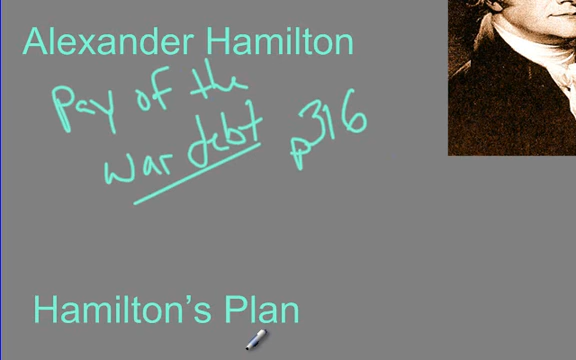 Alexander Hamilton
Pay of the
war debt
p316
Hamilton's Plan